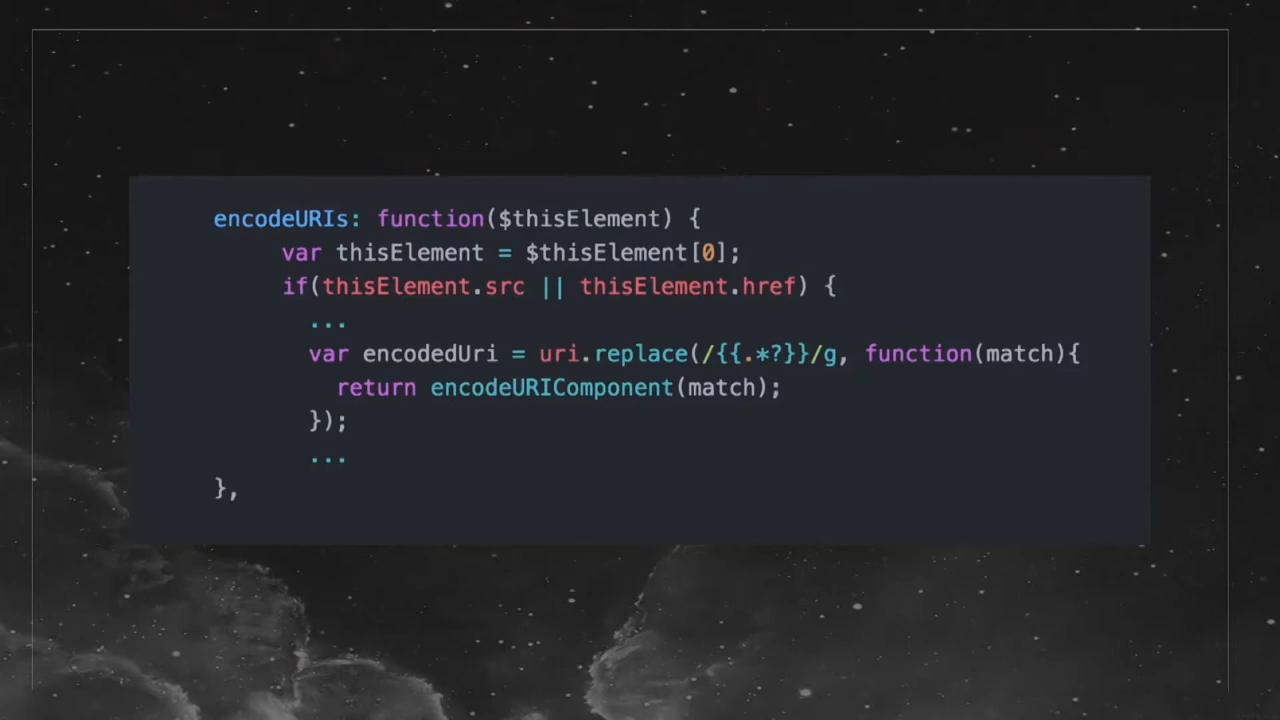 encodeURIs: function($thisElement) {
var thisElement = $thisElement[0];
if(thisElement.src || thisElement.href) {
...
var encodedUri = uri.replace(/{{.*?}}/g, function(match){
return encodeURIComponent(match);
});
...
},